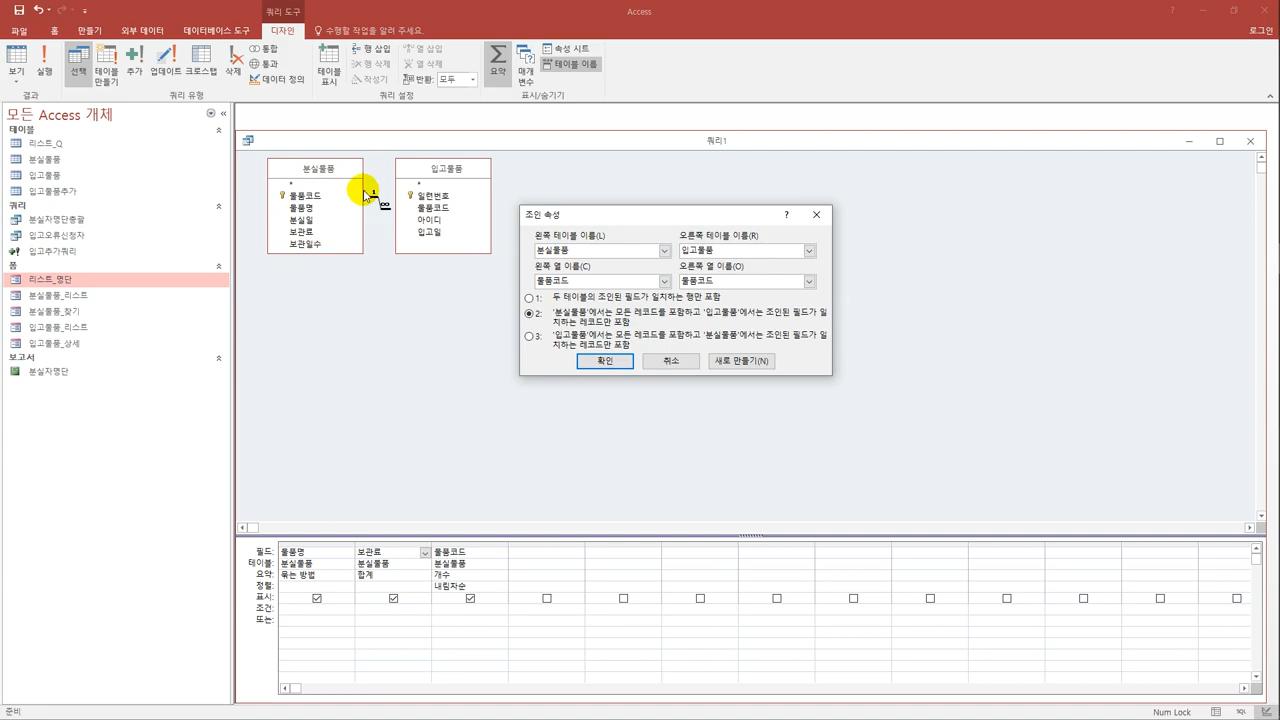 쿼리 도구
Access
로그인
파일
홈
만들기
외부 데이터
데이터베이스 도구
디자인
수행할 작업을 알려 주세요.
보기
실행
선택
테이블
만들기
추가
업데이트
크로스탭
삭제
통합
통과
데이터 정의
테이블
표시
행 삽입
행 삭제
작성기
열 삽입
열 삭제
반환:
모두
요약
매개
변수
속성 시트
테이블 이름
결과
쿼리 유형
쿼리 설정
표시/숨기기
모든 Access 개체
테이블
리스트_Q
분실물품
입고물품
입고물품추가
쿼리
분실자명단총괄
입고오류신청자
입고추가쿼리
폼
리스트_명단
분실물품_리스트
분실물품_찾기
입고물품_리스트
입고물품_상세
보고서
분실자명단
쿼리1
분실물품
*
물품코드
물품명
분실일
보관료
보관일수
1
∞
입고물품
*
일련번호
물품코드
아이디
입고일
조인 속성
?
왼쪽 테이블 이름(L)
오른쪽 테이블 이름(R)
분실물품
입고물품
왼쪽 열 이름(C)
오른쪽 열 이름(O)
물품코드
물품코드
1: 두 테이블의 조인된 필드가 일치하는 행만 포함
2: '분실물품'에서는 모든 레코드를 포함하고 '입고물품'에서는 조인된 필드가 일
치하는 레코드만 포함
3: '입고물품'에서는 모든 레코드를 포함하고 '분실물품'에서는 조인된 필드가 일
치하는 레코드만 포함
확인
취소
새로 만들기(N)
필드: 물품명 보관료 물품코드
테이블: 분실물품 분실물품 분실물품
요약: 묶는 방법 합계 개수
정렬: 내림차순
표시:
조건:
또는:
준비
Num Lock
SQL